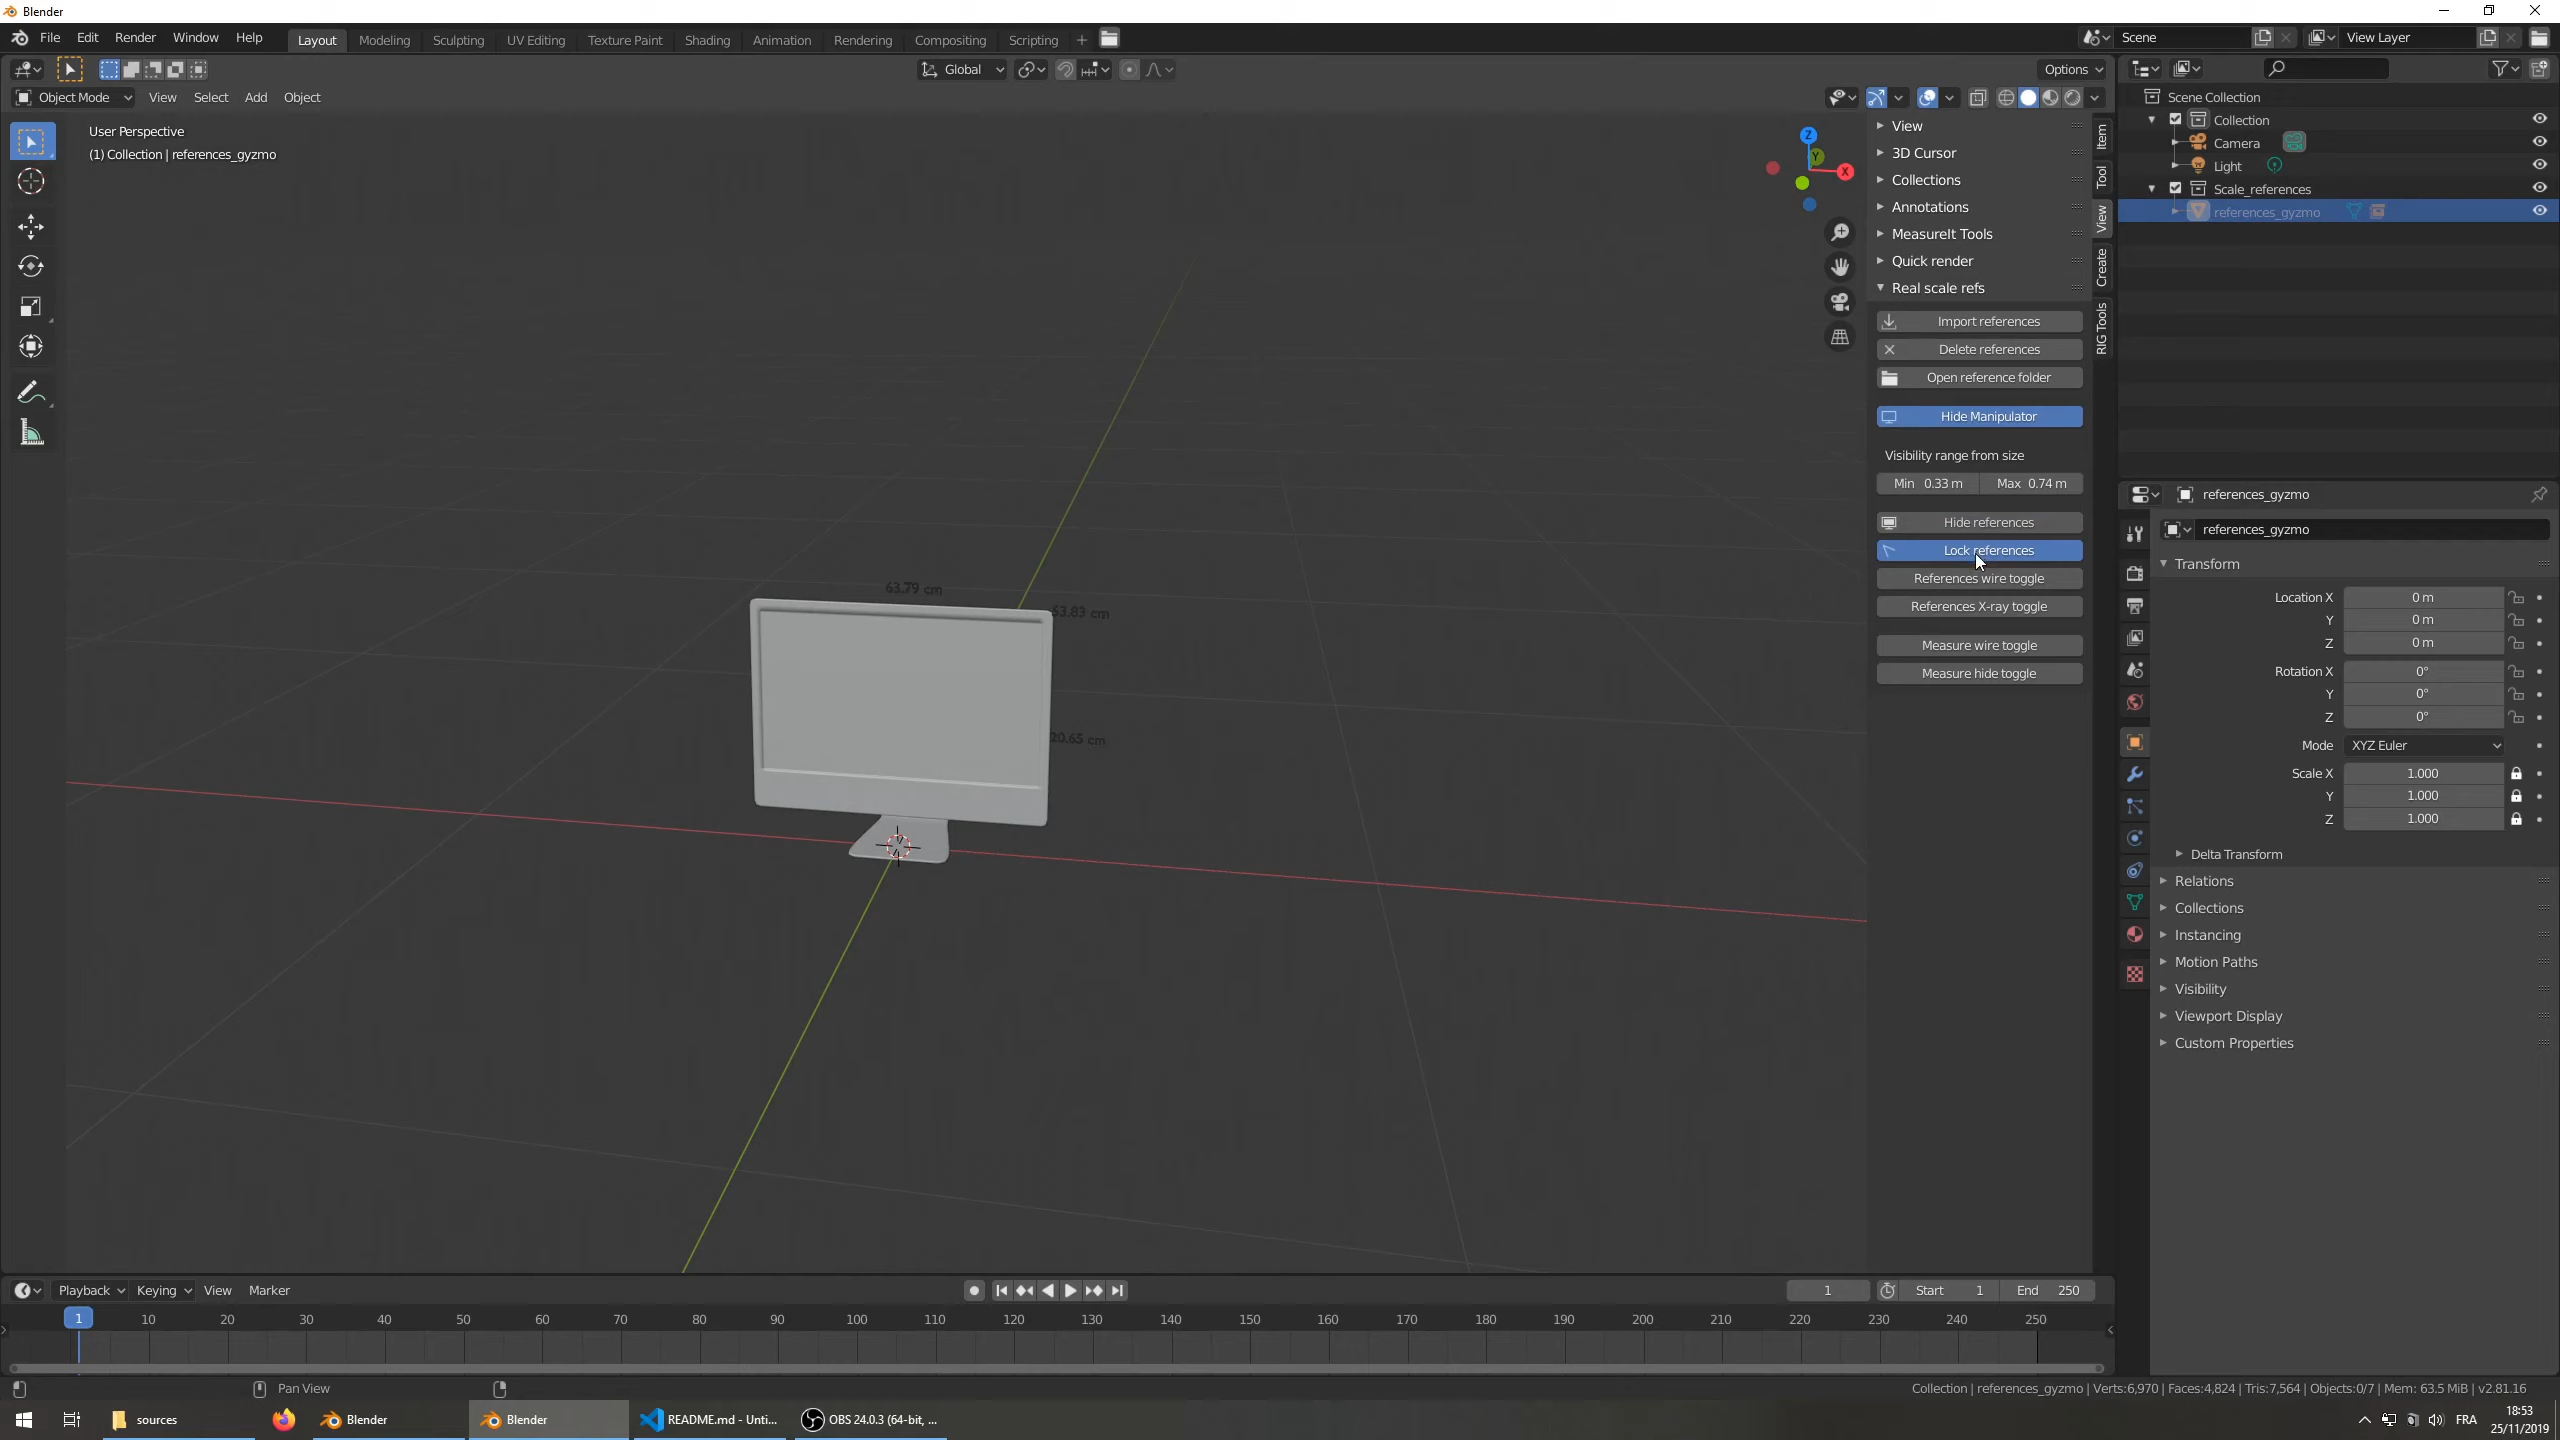 Blender
File Edit Render Window Help Layout Modeling Sculpting UV Editing Texture Paint Shading Animation Rendering Compositing Scripting + Scene View Layer
Global Options
Object Mode View Select Add Object
User Perspective
(1) Collection | references_gyzmo
Z
Y
X
63.79 cm
63.83 cm
20.65 cm
View
3D Cursor
Collections
Annotations
MeasureIt Tools
Quick render
Real scale refs
Import references
Delete references
Open reference folder
Hide Manipulator
Visibility range from size
Min 0.33 m Max 0.74 m
Hide references
Lock references
References wire toggle
References X-ray toggle
Measure wire toggle
Measure hide toggle
Item
Tool
View
Create
RIG Tools
Scene Collection
Collection
Camera
Light
Scale_references
references_gyzmo
references_gyzmo
references_gyzmo
Transform
Location X 0 m
Y 0 m
Z 0 m
Rotation X 0°
Y 0°
Z 0°
Mode XYZ Euler
Scale X 1.000
Y 1.000
Z 1.000
Delta Transform
Relations
Collections
Instancing
Motion Paths
Visibility
Viewport Display
Custom Properties
Playback Keying View Marker 1 Start 1 End 250
1 10 20 30 40 50 60 70 80 90 100 110 120 130 140 150 160 170 180 190 200 210 220 230 240 250
Pan View
Collection | references_gyzmo | Verts:6,970 | Faces:4,824 | Tris:7,564 | Objects:0/7 | Mem: 63.5 MiB | v2.81.16
sources Blender Blender README.md - Unti... OBS 24.0.3 (64-bit, ... FRA
18:53
25/11/2019